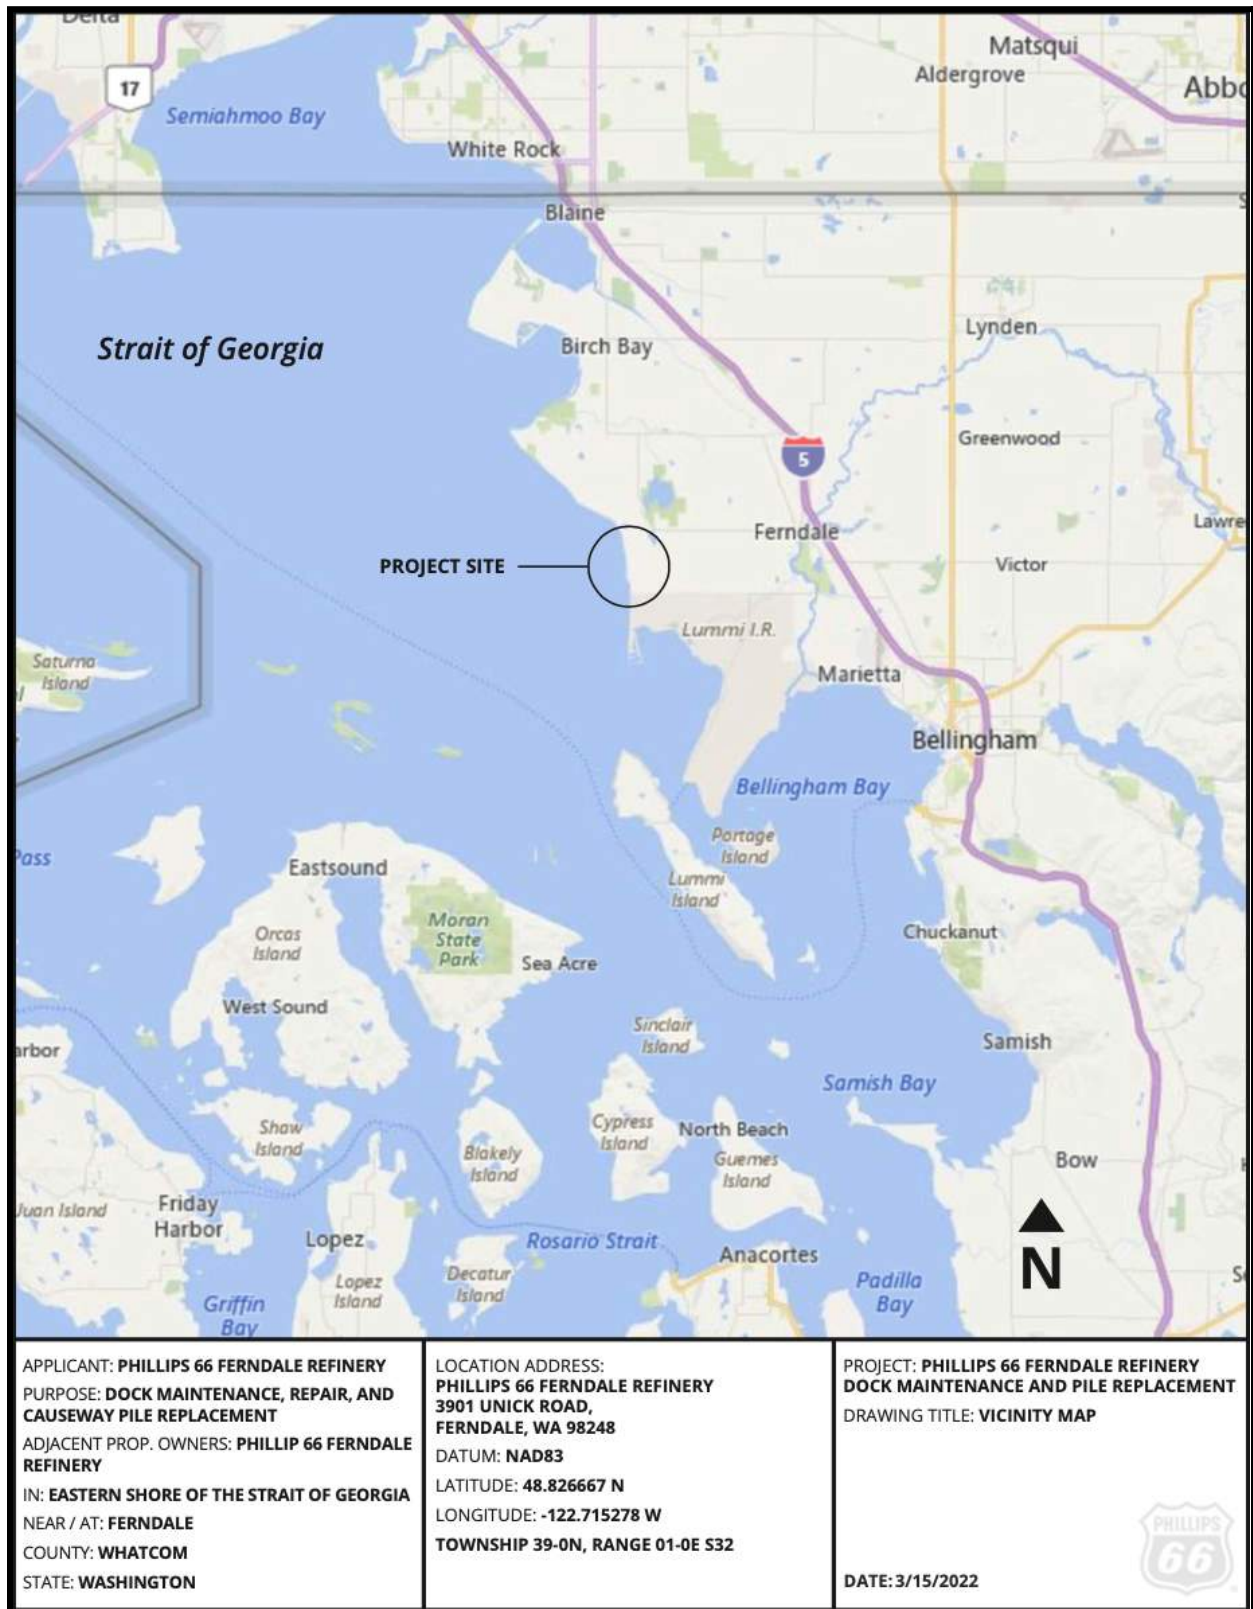 Delta
Matsqui
Aldergrove
17
Semiahmoo Bay
White Rock
Blaine
Strait of Georgia
Birch Bay
Lynden
Greenwood
5
Ferndale
PROJECT SITE
Victor
Lummi I.R.
Saturna
Island
Marietta
Bellingham
Bellingham Bay
Pass
Portage
Island
Eastsound
Lummi
Island
Moran
State
Park
Orcas
Island
Chuckanut
Sea Acre
West Sound
Sinclair
Island
Samish
Samish Bay
Shaw
Island
Cypress
Island
North Beach
Blakely
Island
Guemes
Island
Bow
Juan Island
Friday
Harbor
Lopez
Rosario Strait
Anacortes
N
Lopez
Island
Decatur
Island
Padilla
Bay
Griffin
Bay
APPLICANT: PHILLIPS 66 FERNDALE REFINERY
PURPOSE: DOCK MAINTENANCE, REPAIR, AND
CAUSEWAY PILE REPLACEMENT
ADJACENT PROP. OWNERS: PHILLIP 66 FERNDALE
REFINERY
IN: EASTERN SHORE OF THE STRAIT OF GEORGIA
NEAR / AT: FERNDALE
COUNTY: WHATCOM
STATE: WASHINGTON
LOCATION ADDRESS:
PHILLIPS 66 FERNDALE REFINERY
3901 UNICK ROAD,
FERNDALE, WA 98248
DATUM: NAD83
LATITUDE: 48.826667 N
LONGITUDE: -122.715278 W
TOWNSHIP 39-0N, RANGE 01-0E S32
PROJECT: PHILLIPS 66 FERNDALE REFINERY
DOCK MAINTENANCE AND PILE REPLACEMENT
DRAWING TITLE: VICINITY MAP
DATE: 3/15/2022
PHILLIPS
66